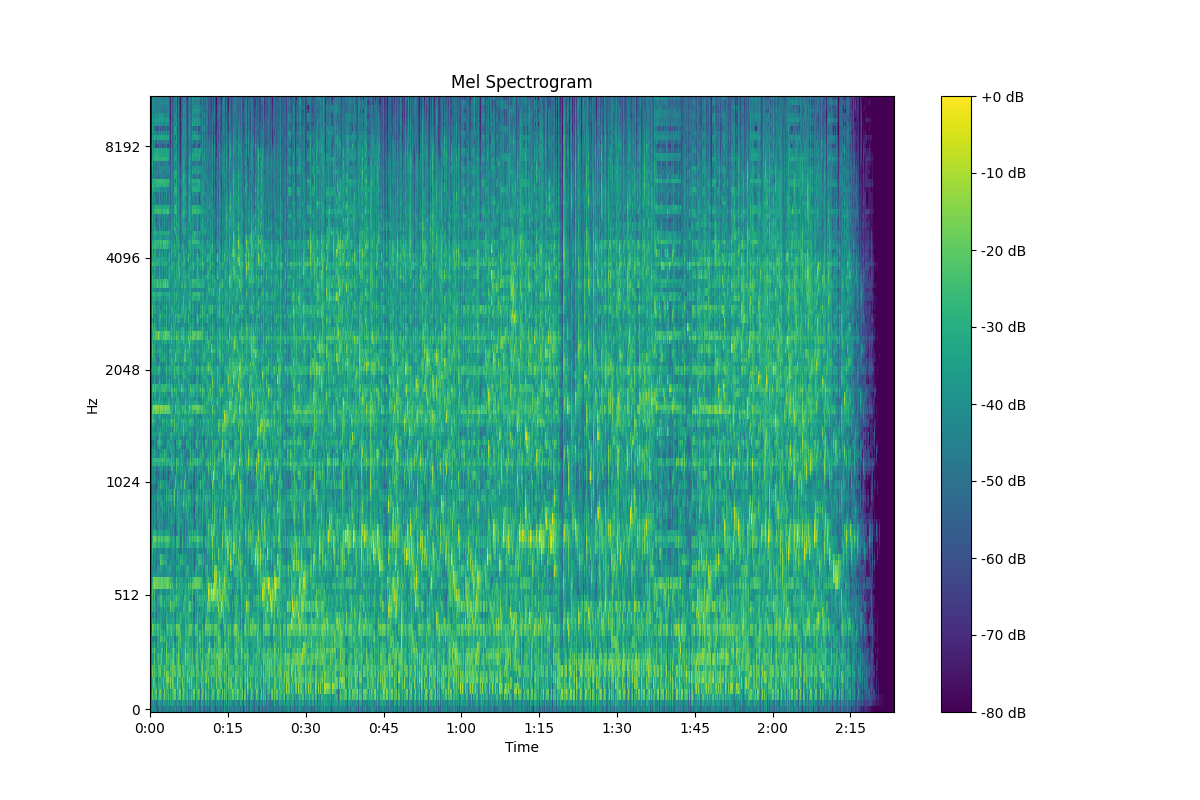 Mel Spectrogram
Hz
8192
4096
2048
1024
512
0
0:00 0:15 0:30 0:45 1:00 1:15 1:30 1:45 2:00 2:15
Time
+0 dB
-10 dB
-20 dB
-30 dB
-40 dB
-50 dB
-60 dB
-70 dB
-80 dB